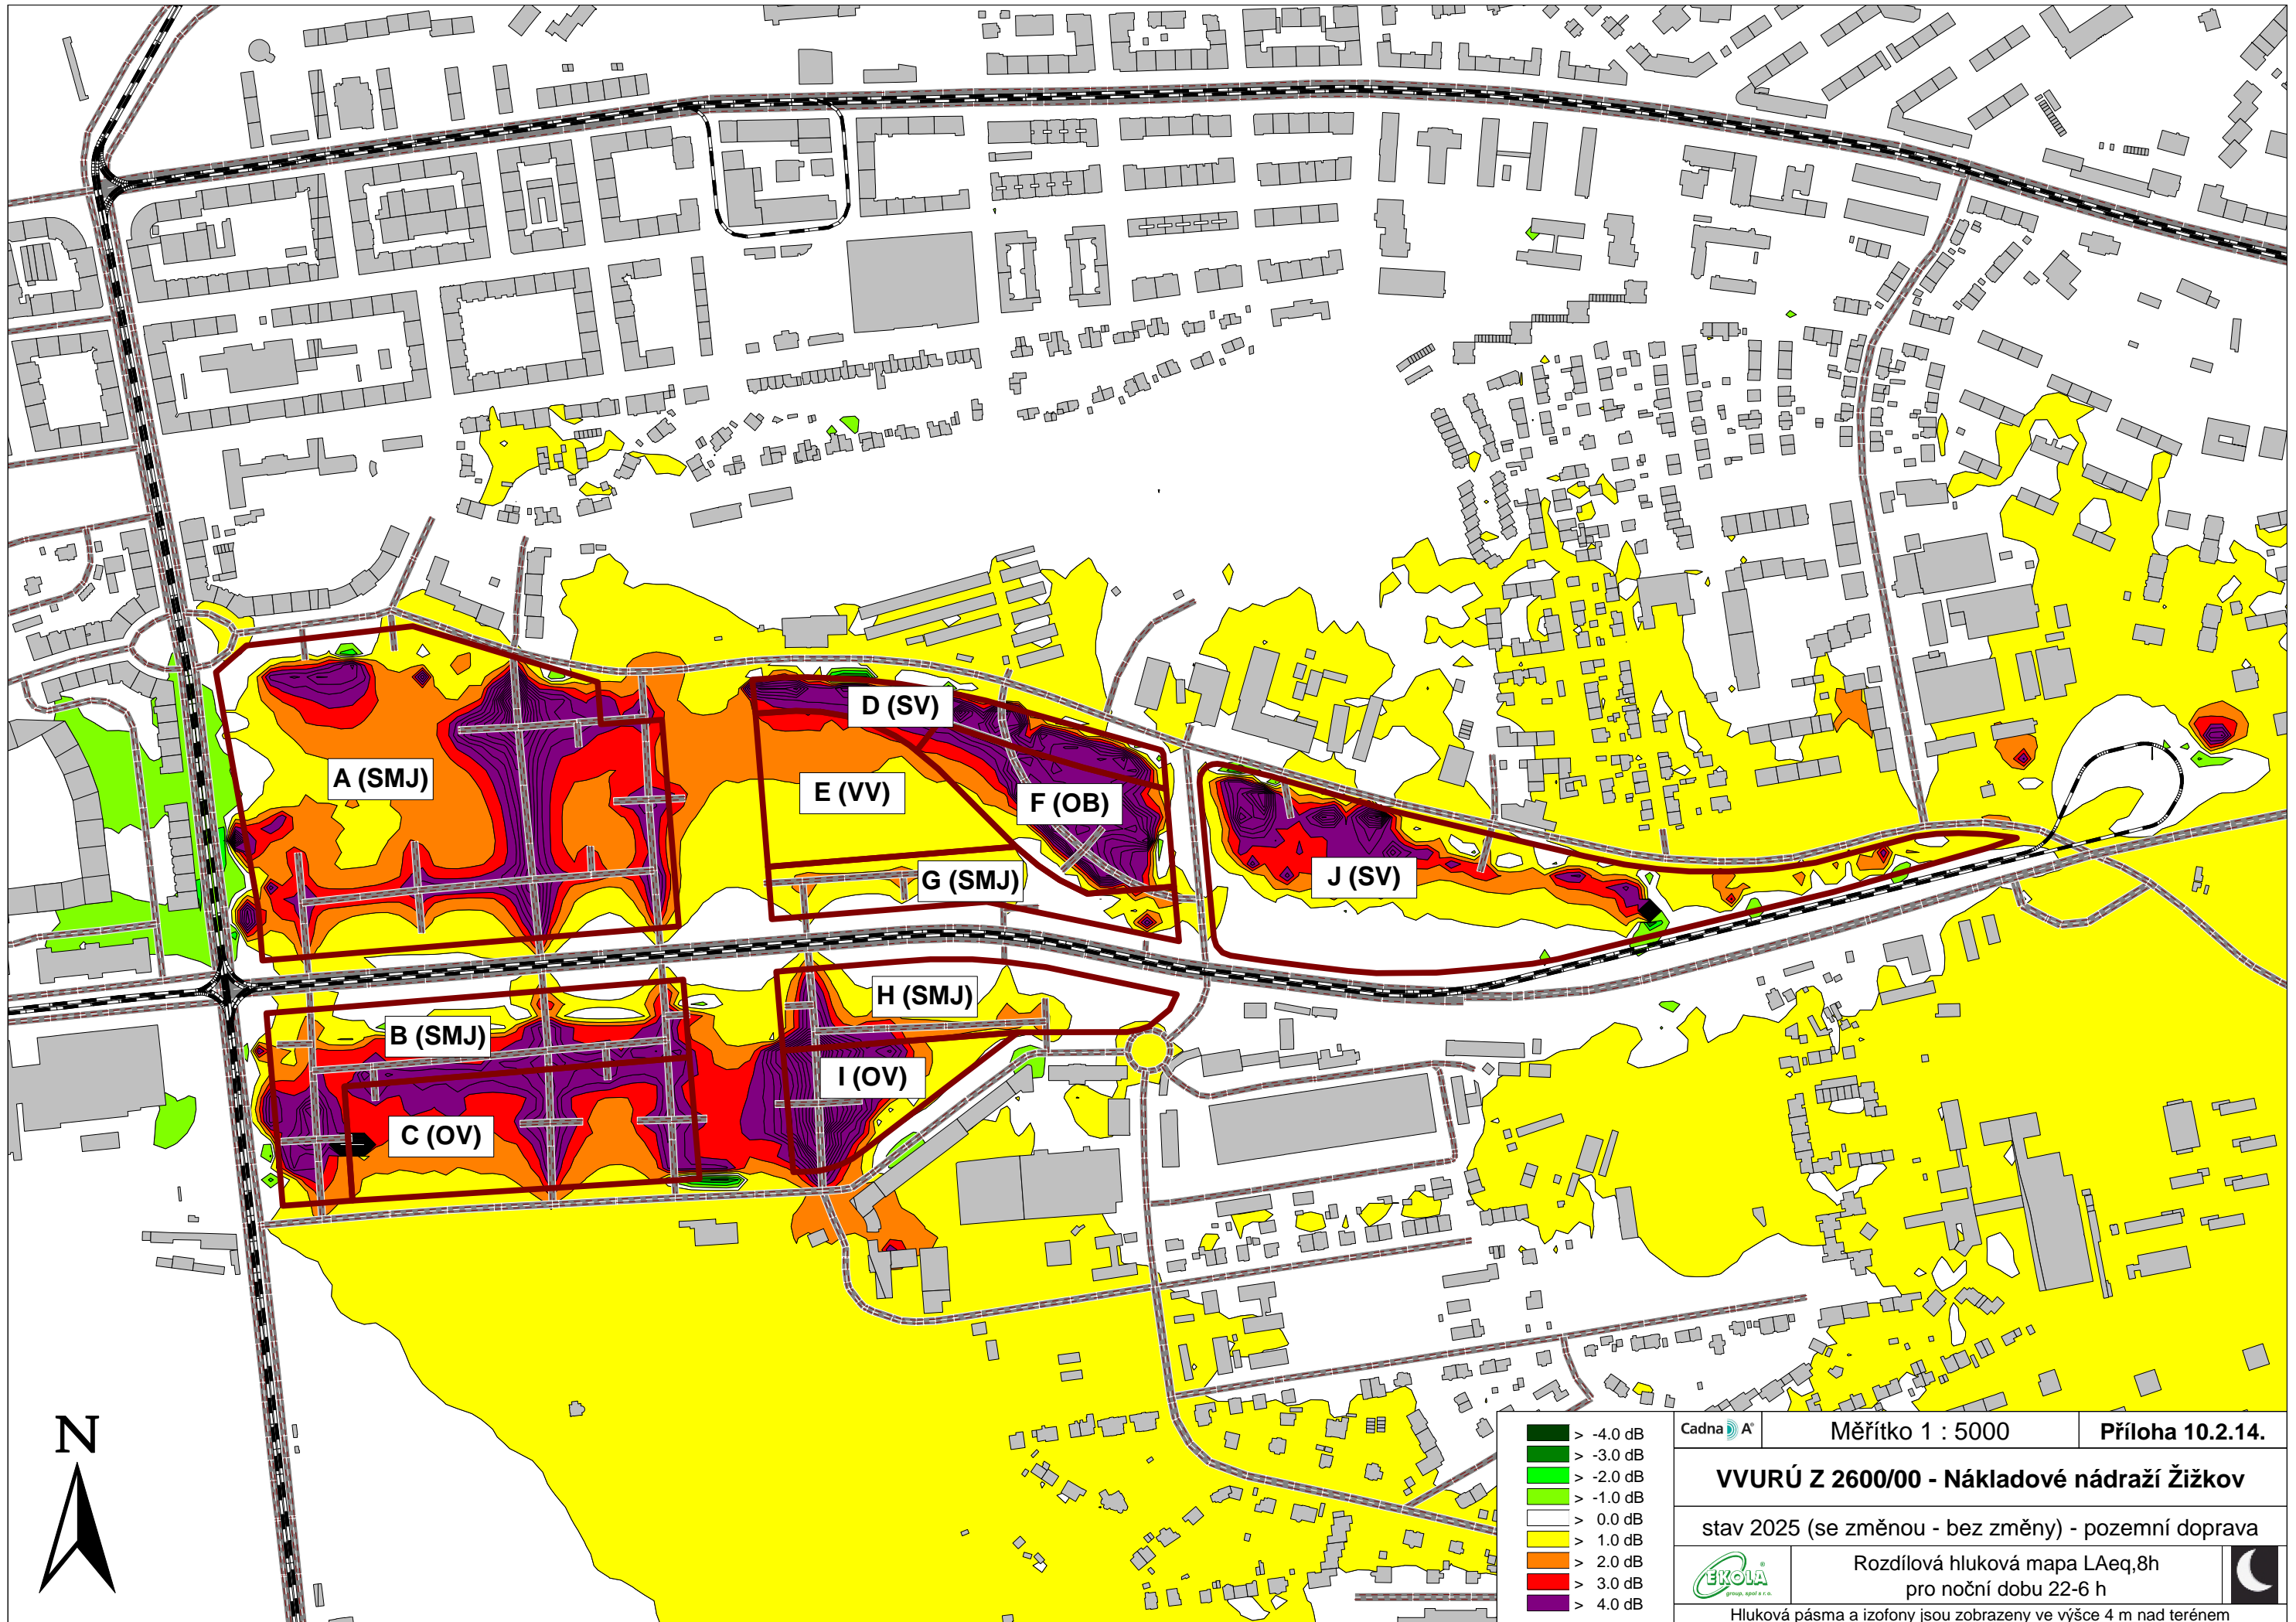 D (SV)
A (SMJ)
E (VV)
F (OB)
G (SMJ)
J (SV)
H (SMJ)
B (SMJ)
I (OV)
C (OV)
N
> -4.0 dB
> -3.0 dB
> -2.0 dB
> -1.0 dB
> 0.0 dB
> 1.0 dB
> 2.0 dB
> 3.0 dB
> 4.0 dB
Cadna A®
Měřítko 1 : 5000
Příloha 10.2.14.
VVURÚ Z 2600/00 - Nákladové nádraží Žižkov
stav 2025 (se změnou - bez změny) - pozemní doprava
EKOLA ®
group, spol s r.o.
Rozdílová hluková mapa LAeq,8h
pro noční dobu 22-6 h
Hluková pásma a izofony jsou zobrazeny ve výšce 4 m nad terénem